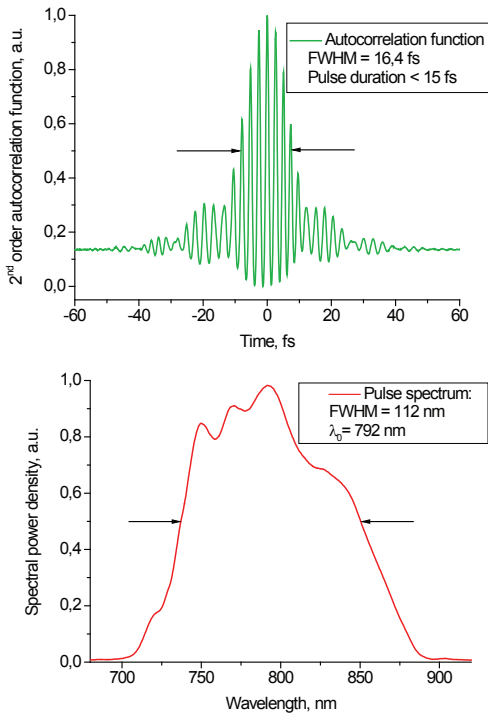 1,0
0,8
0,6
0,4
0,2
0,0
2nd order autocorrelation function, a.u.
Autocorrelation function
FWHM = 16,4 fs
Pulse duration < 15 fs
-60 -40 -20 0 20 40 60
Time, fs
1,0
0,8
0,6
0,4
0,2
0,0
Spectral power density, a.u.
Pulse spectrum:
FWHM = 112 nm
λ0= 792 nm
700 750 800 850 900
Wavelength, nm